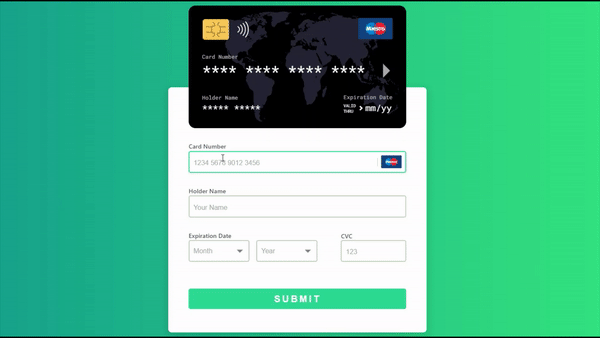 Card Number
**** **** **** ****
Holder Name
Expiration Date
***** *****
VALID THRU
mm/yy
Card Number
1234 5678 9012 3456
Holder Name
Your Name
Expiration Date
CVC
Month
Year
123
SUBMIT